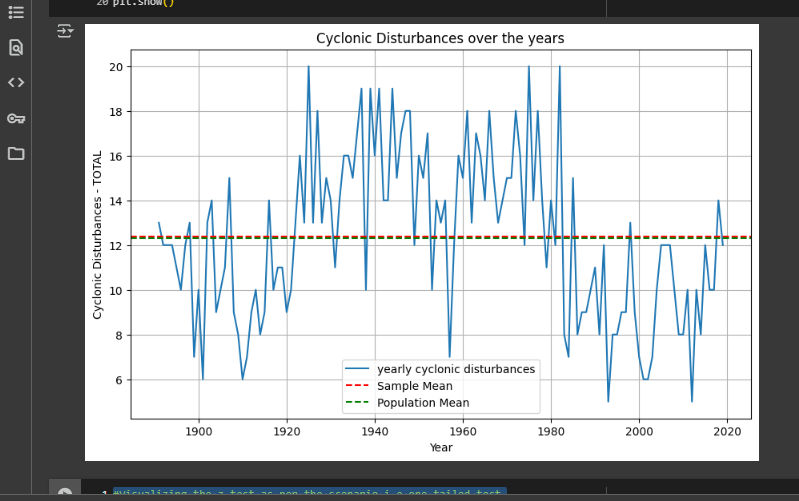 20 plt.show()
Cyclonic Disturbances over the years
20
18
16
14
12
10
8
6
Cyclonic Disturbances - TOTAL
yearly cyclonic disturbances
Sample Mean
Population Mean
1900 1920 1940 1960 1980 2000 2020
Year
1 #Visualizing the z test as per the scenario i.e one tailed test